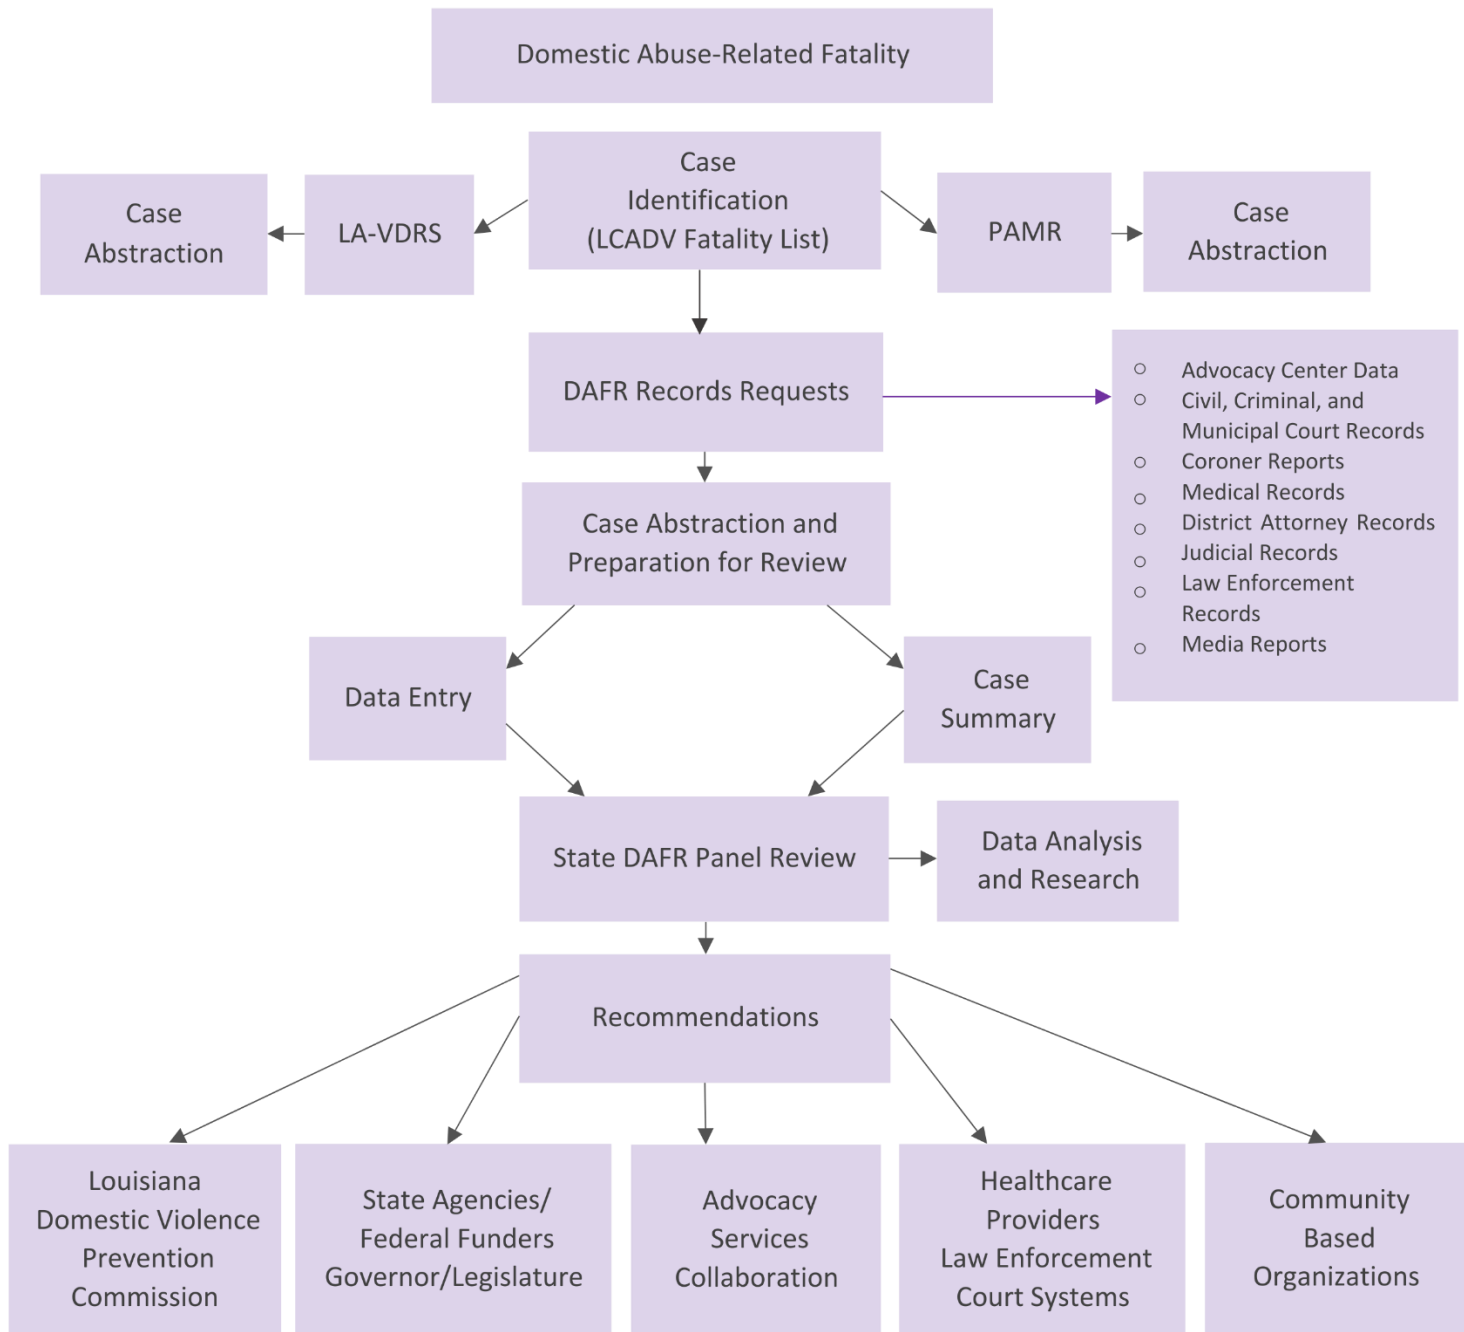 Domestic Abuse-Related Fatality
Case
Identification
(LCADV Fatality List)
Case
Abstraction
LA-VDRS
PAMR
Case
Abstraction
DAFR Records Requests
○ Advocacy Center Data
○ Civil, Criminal, and
Municipal Court Records
○ Coroner Reports
○ Medical Records
○ District Attorney Records
○ Judicial Records
○ Law Enforcement
Records
○ Media Reports
Case Abstraction and
Preparation for Review
Data Entry
Case
Summary
State DAFR Panel Review
Data Analysis
and Research
Recommendations
Louisiana
Domestic Violence
Prevention
Commission
State Agencies/
Federal Funders
Governor/Legislature
Advocacy
Services
Collaboration
Healthcare
Providers
Law Enforcement
Court Systems
Community
Based
Organizations